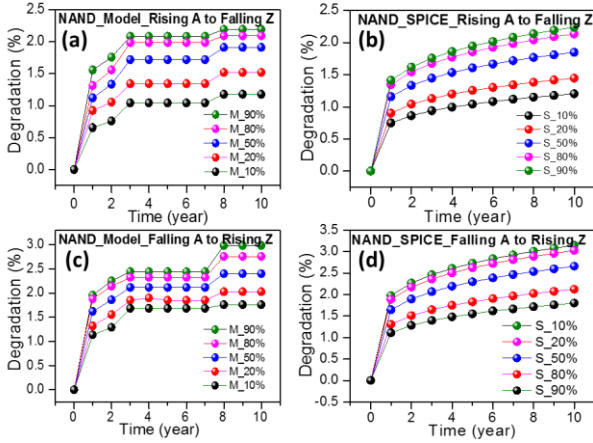 NAND_Model_Rising A to Falling Z
(a)
Degradation (%)
2.0
1.5
1.0
0.5
0.0
M_90%
M_80%
M_50%
M_20%
M_10%
0 2 4 6 8 10
Time (year)
NAND_SPICE_Rising A to Falling Z
(b)
Degradation (%)
2.5
2.0
1.5
1.0
0.5
0.0
S_10%
S_20%
S_50%
S_80%
S_90%
0 2 4 6 8 10
Time (year)
NAND_Model_Falling A to Rising Z
(c)
Degradation (%)
3.0
2.5
2.0
1.5
1.0
0.5
0.0
M_90%
M_80%
M_50%
M_20%
M_10%
0 2 4 6 8 10
Time (year)
NAND_SPICE_Falling A to Rising Z
(d)
Degradation (%)
3.5
3.0
2.5
2.0
1.5
1.0
0.5
0.0
-0.5
S_10%
S_20%
S_50%
S_80%
S_90%
0 2 4 6 8 10
Time (year)